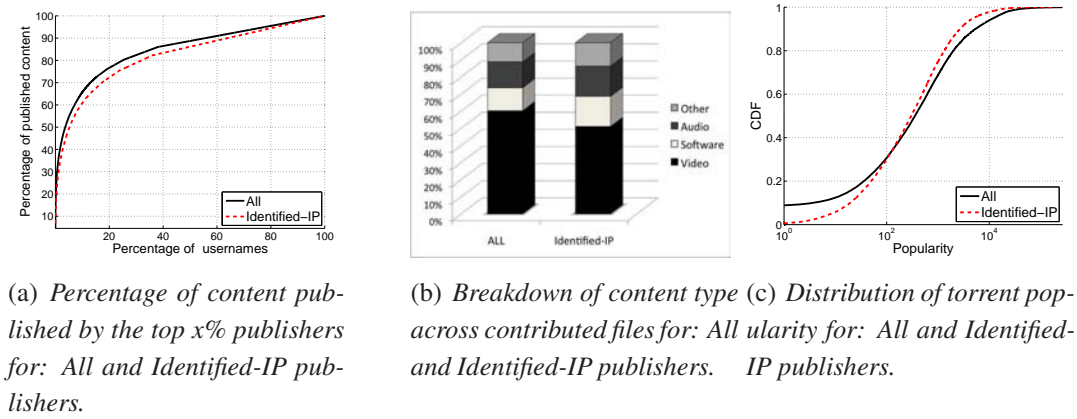 100
90
80
70
60
50
40
30
20
10
Percentage of published content
20 40 60 80 100
Percentage of usernames
All
Identified−IP
100%
90%
80%
70%
60%
50%
40%
30%
20%
10%
0%
ALL Identified-IP
Other
Audio
Software
Video
1
0.8
0.6
0.4
0.2
0
CDF
10^0 10^2 10^4
Popularity
All
Identified−IP
(a) Percentage of content pub-
lished by the top x% publishers
for: All and Identified-IP pub-
lishers.
(b) Breakdown of content type
across contributed files for: All
and Identified-IP publishers.
(c) Distribution of torrent pop-
ularity for: All and Identified-
IP publishers.